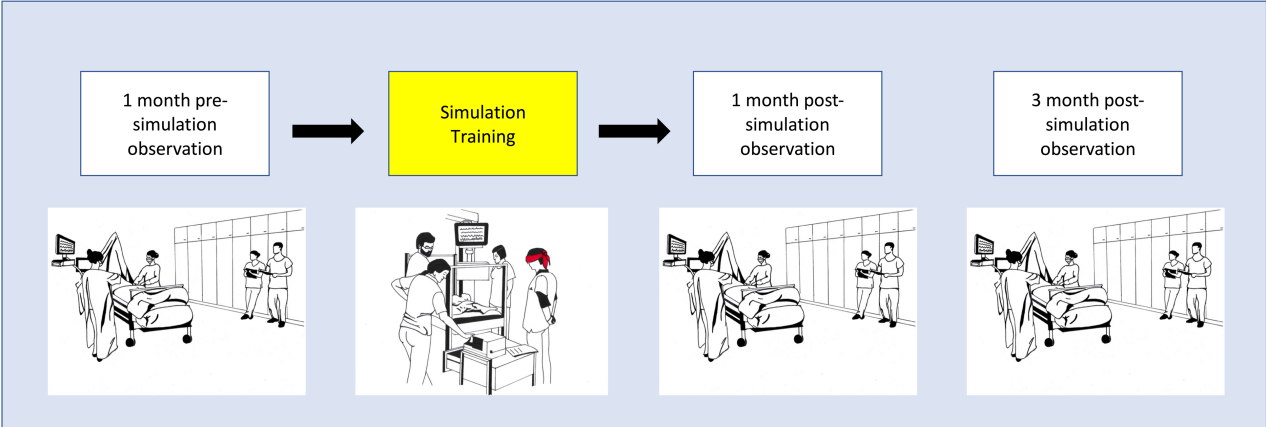 1 month pre-
simulation
observation
Simulation
Training
1 month post-
simulation
observation
3 month post-
simulation
observation